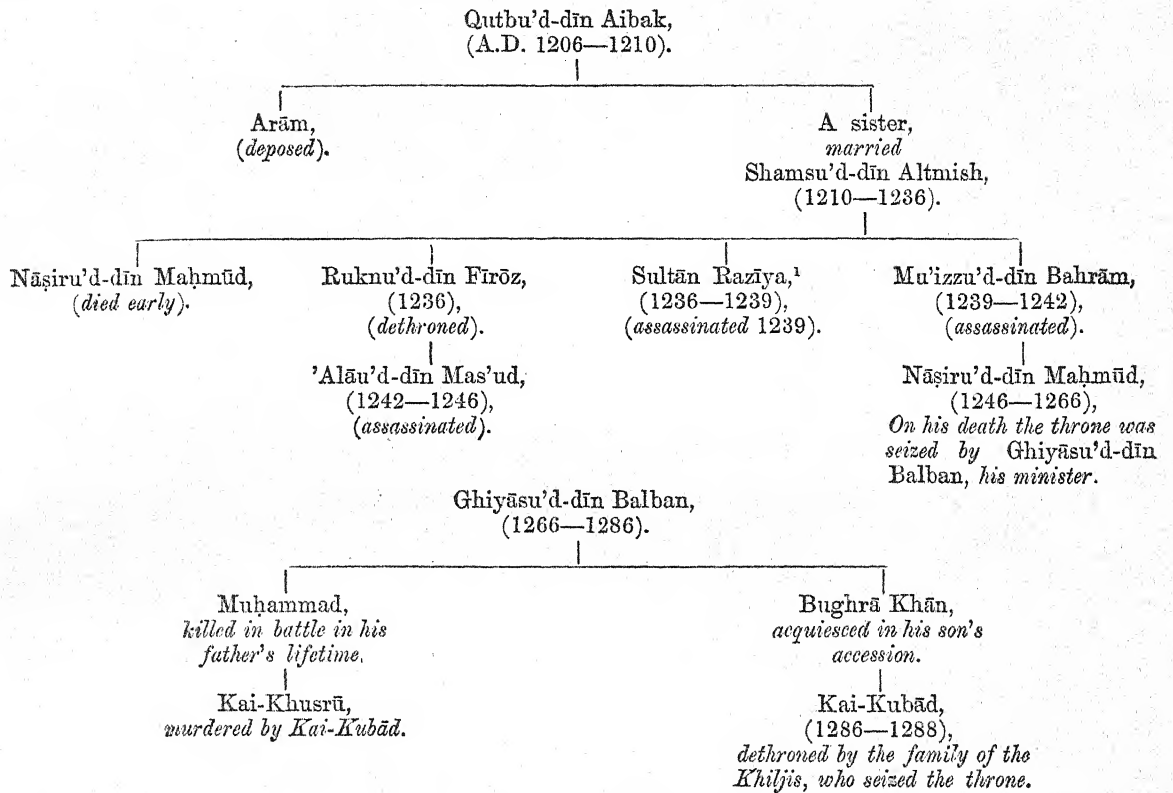 Qutbu'd-dīn Aibak,
(A.D. 1206—1210).
Arām,
(deposed).
A sister,
married
Shamsu'd-dīn Altmish,
(1210—1236).
Nāṣiru'd-dīn Maḥmūd,
(died early).
Ruknu'd-dīn Fīrōz,
(1236),
(dethroned).
'Alāu'd-dīn Mas'ud,
(1242—1246),
(assassinated).
Sultān Razīya,¹
(1236—1239),
(assassinated 1239).
Mu'izzu'd-dīn Bahrām,
(1239—1242),
(assassinated).
Nāṣiru'd-dīn Maḥmūd,
(1246—1266),
On his death the throne was
seized by Ghiyāsu'd-dīn
Balban, his minister.
Ghiyāsu'd-dīn Balban,
(1266—1286).
Muḥammad,
killed in battle in his
father's lifetime.
Kai-Khusrū,
murdered by Kai-Kubād.
Bughrā Khān,
acquiesced in his son's
accession.
Kai-Kubād,
(1286—1288),
dethroned by the family of the
Khiljis, who seized the throne.